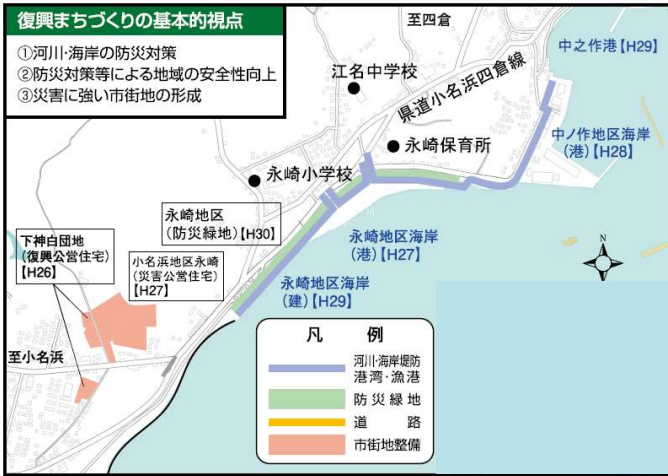 復興まちづくりの基本的視点
①河川・海岸の防災対策
②防災対策等による地域の安全性向上
③災害に強い市街地の形成
至四倉
中之作港【H29】
江名中学校
県道小名浜四倉線
永崎保育所
中ノ作地区海岸
(港)【H28】
永崎小学校
永崎地区
(防災緑地)【H30】
下神白団地
(復興公営住宅)
【H26】
小名浜地区永崎
(災害公営住宅)
【H27】
永崎地区海岸
(港)【H27】
永崎地区海岸
(建)【H29】
N
至小名浜
凡 例
河川・海岸堤防
港湾・漁港
防災緑地
道 路
市街地整備